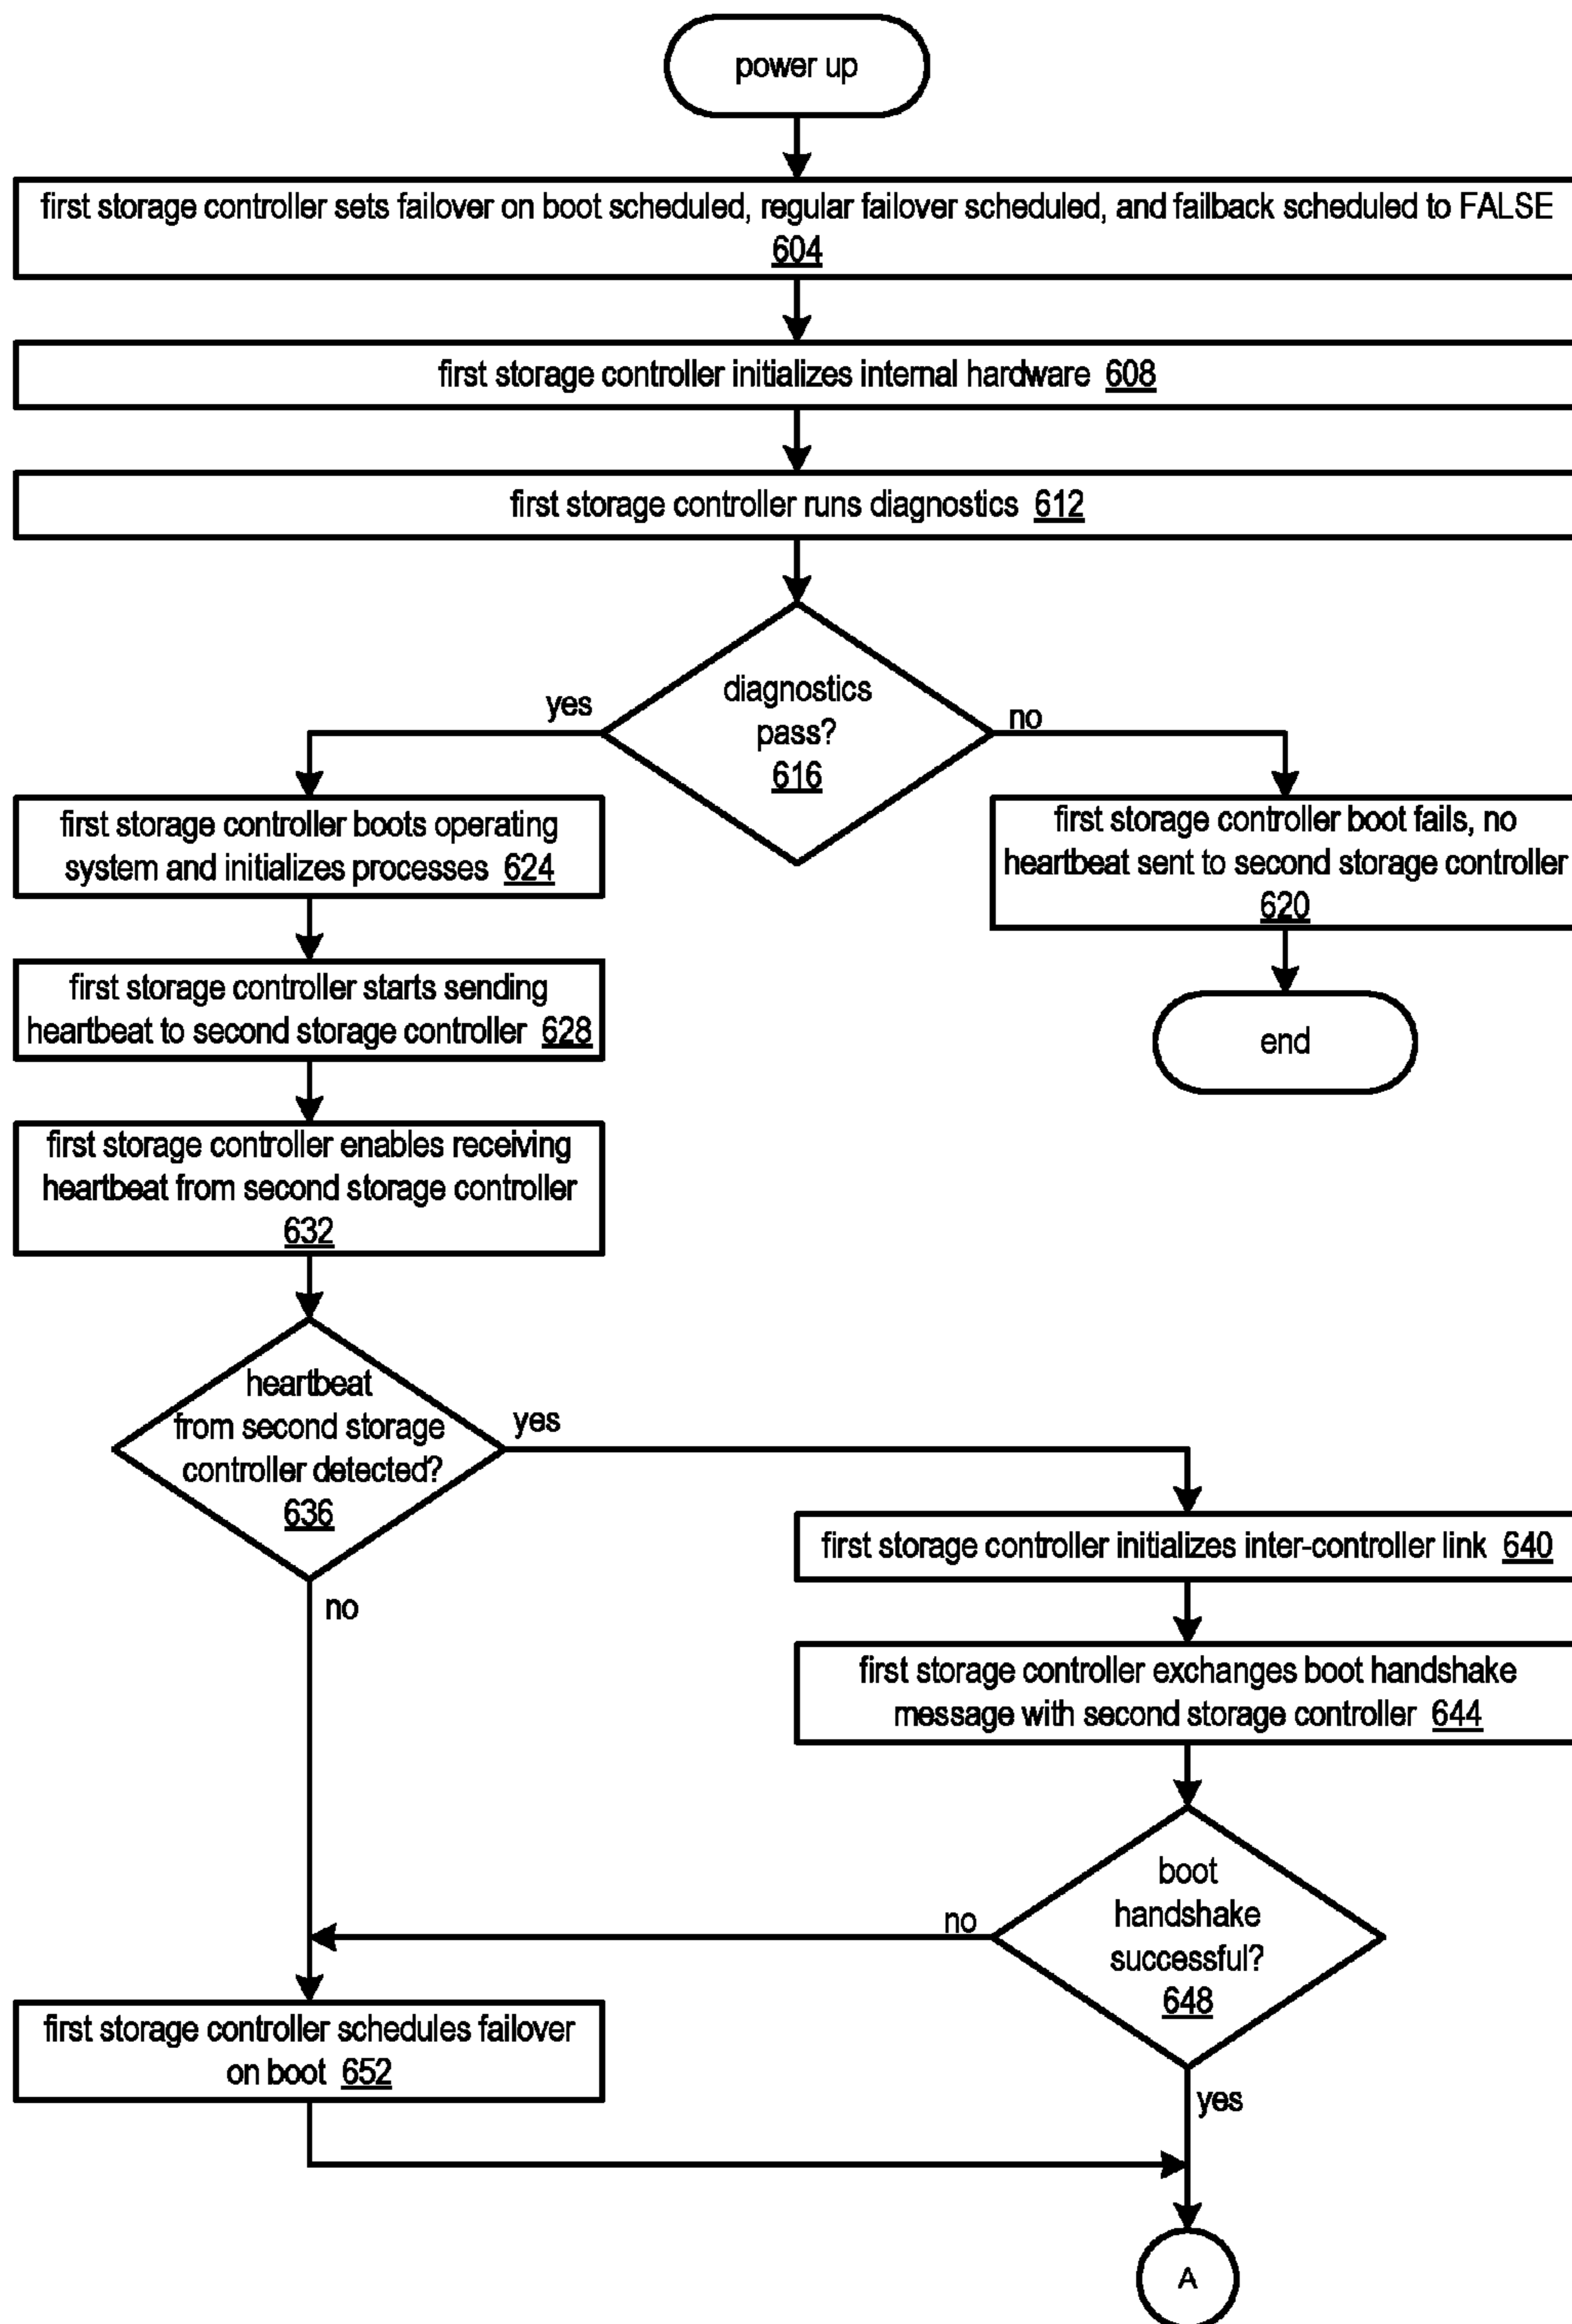 power up
first storage controller sets failover on boot scheduled, regular failover scheduled, and failback scheduled to FALSE
604
first storage controller initializes internal hardware 608
first storage controller runs diagnostics 612
diagnostics
pass?
616
yes
no
first storage controller boots operating
system and initializes processes 624
first storage controller boot fails, no
heartbeat sent to second storage controller
620
first storage controller starts sending
heartbeat to second storage controller 628
end
first storage controller enables receiving
heartbeat from second storage controller
632
heartbeat
from second storage
controller detected?
636
yes
no
first storage controller initializes inter-controller link 640
first storage controller exchanges boot handshake
message with second storage controller 644
boot
handshake
successful?
648
no
yes
first storage controller schedules failover
on boot 652
A